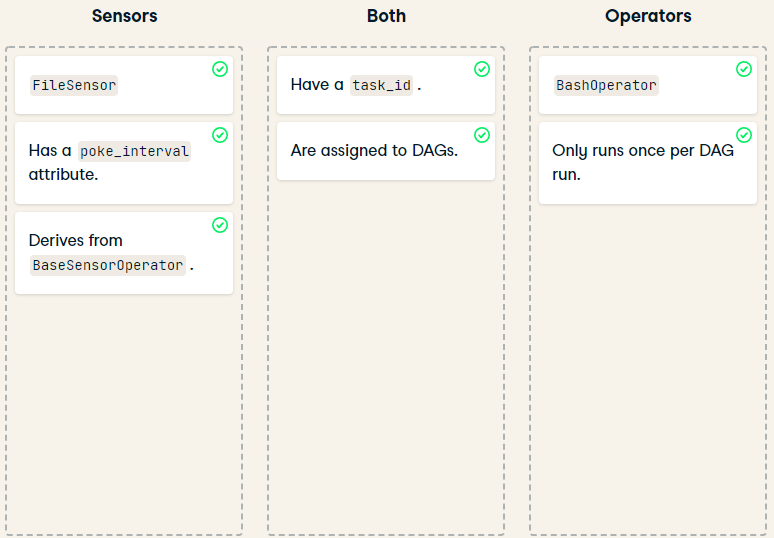 Sensors
Both
Operators
FileSensor
Has a poke_interval
attribute.
Derives from
BaseSensorOperator .
Have a task_id .
Are assigned to DAGs.
BashOperator
Only runs once per DAG
run.